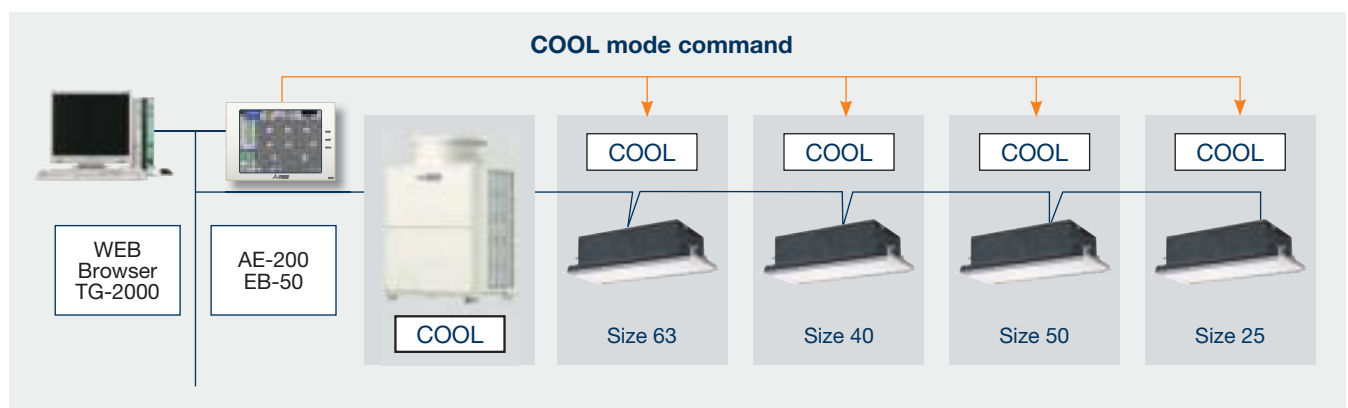 COOL mode command
COOL
COOL
COOL
COOL
WEB
Browser
TG-2000
AE-200
EB-50
COOL
Size 63
Size 40
Size 50
Size 25